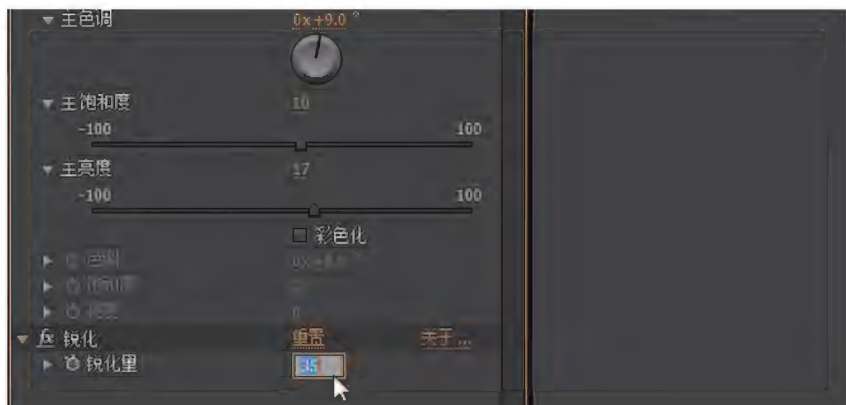 主色调 0x+9.0°
主饱和度 10
-100 100
主亮度 17
-100 100
彩色化
fx 锐化 重置 关于...
锐化量 35